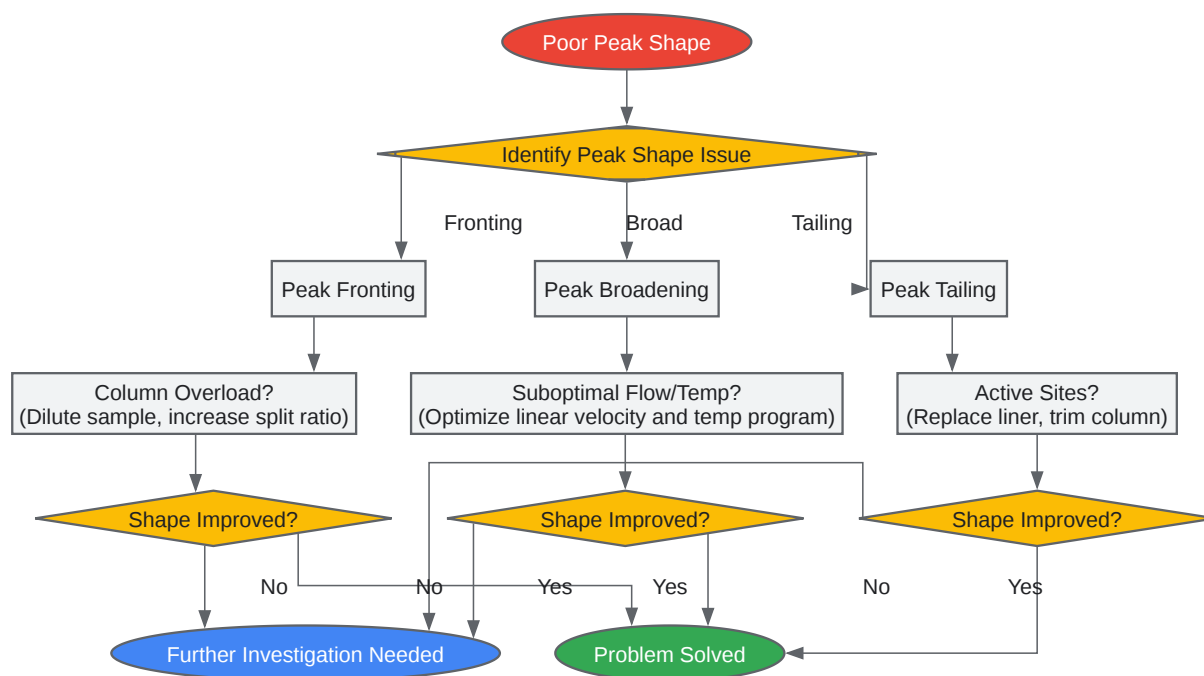 Poor Peak Shape
Identify Peak Shape Issue
Fronting
Broad
Tailing
Peak Fronting
Peak Broadening
Peak Tailing
Column Overload?
(Dilute sample, increase split ratio)
Suboptimal Flow/Temp?
(Optimize linear velocity and temp program)
Active Sites?
(Replace liner, trim column)
Shape Improved?
Shape Improved?
Shape Improved?
No
No
Yes
Yes
No
Yes
Further Investigation Needed
Problem Solved